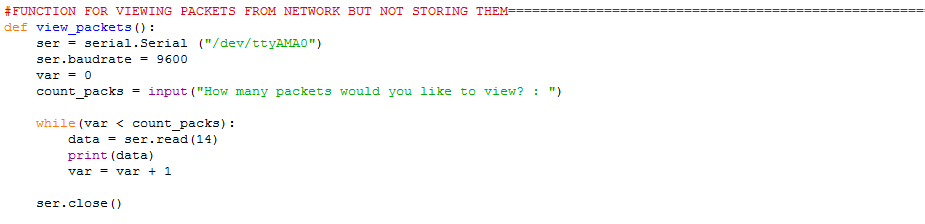 #FUNCTION FOR VIEWING PACKETS FROM NETWORK BUT NOT STORING THEM====================================================
def view_packets():
    ser = serial.Serial ("/dev/ttyAMA0")
    ser.baudrate = 9600
    var = 0
    count_packs = input("How many packets would you like to view? : ")

    while(var < count_packs):
        data = ser.read(14)
        print(data)
        var = var + 1

    ser.close()